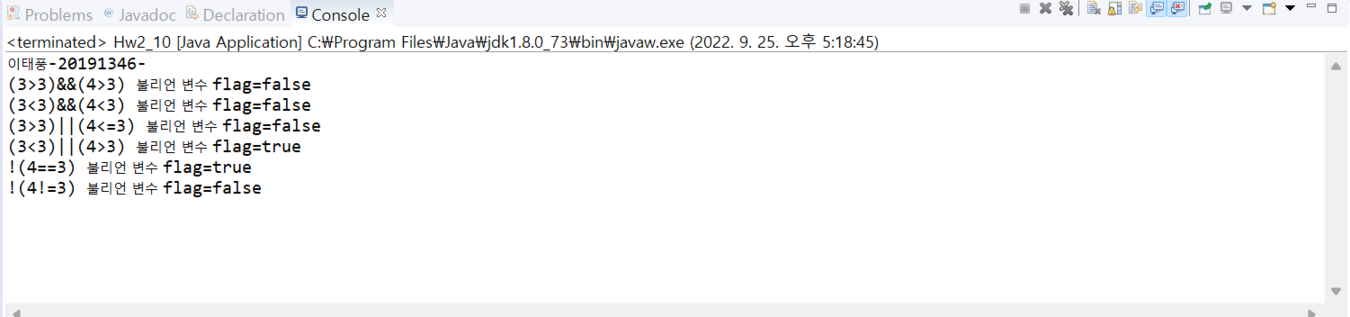 Problems @ Javadoc Declaration Console
<terminated> Hw2_10 [Java Application] C:₩Program Files₩Java₩jdk1.8.0_73₩bin₩javaw.exe (2022. 9. 25. 오후 5:18:45)
이태풍-20191346-
(3>3)&&(4>3) 불리언 변수 flag=false
(3<3)&&(4<3) 불리언 변수 flag=false
(3>3)||(4<=3) 불리언 변수 flag=false
(3<3)||(4>3) 불리언 변수 flag=true
!(4==3) 불리언 변수 flag=true
!(4!=3) 불리언 변수 flag=false